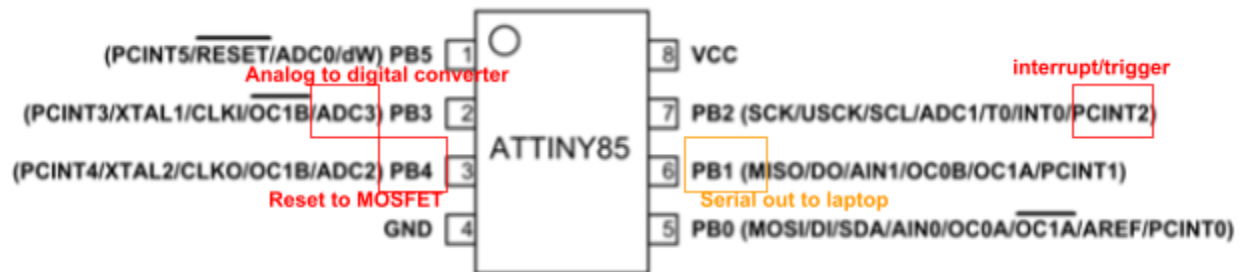 (PCINT5/RESET/ADC0/dW) PB5 1 8 VCC
Analog to digital converter interrupt/trigger
(PCINT3/XTAL1/CLKI/OC1B/ADC3) PB3 2 7 PB2 (SCK/USCK/SCL/ADC1/T0/INT0/PCINT2)
ATTINY85
(PCINT4/XTAL2/CLKO/OC1B/ADC2) PB4 3 6 PB1 (MISO/DO/AIN1/OC0B/OC1A/PCINT1)
Reset to MOSFET Serial out to laptop
GND 4 5 PB0 (MOSI/DI/SDA/AIN0/OC0A/OC1A/AREF/PCINT0)